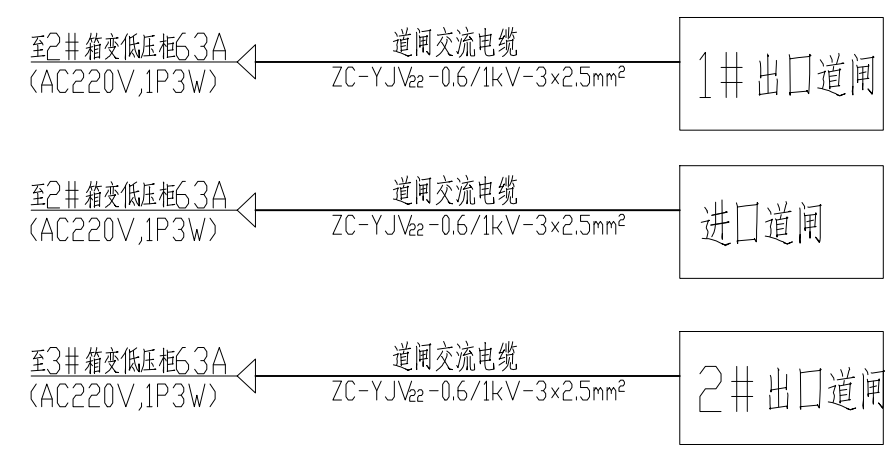 至2#箱变低压柜63A
(AC220V,1P3W)
道闸交流电缆
ZC-YJV22-0.6/1kV-3×2.5mm²
1#出口道闸
至2#箱变低压柜63A
(AC220V,1P3W)
道闸交流电缆
ZC-YJV22-0.6/1kV-3×2.5mm²
进口道闸
至3#箱变低压柜63A
(AC220V,1P3W)
道闸交流电缆
ZC-YJV22-0.6/1kV-3×2.5mm²
2#出口道闸